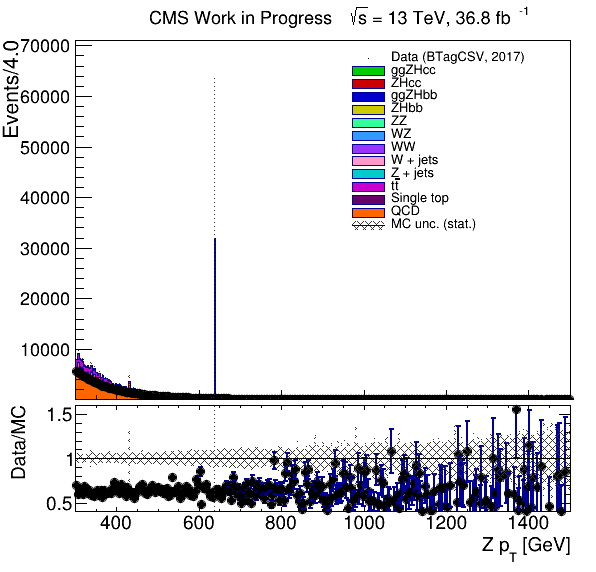 CMS Work in Progress √s = 13 TeV, 36.8 fb⁻¹
Events/4.0
70000
60000
50000
40000
30000
20000
10000
Data (BTagCSV, 2017)
ggZHcc
ZHcc
ggZHbb
ZHbb
ZZ
WZ
WW
W + jets
Z + jets
tt̅
Single top
QCD
MC unc. (stat.)
Data/MC
1.5
1
0.5
400 600 800 1000 1200 1400
Z p_T [GeV]